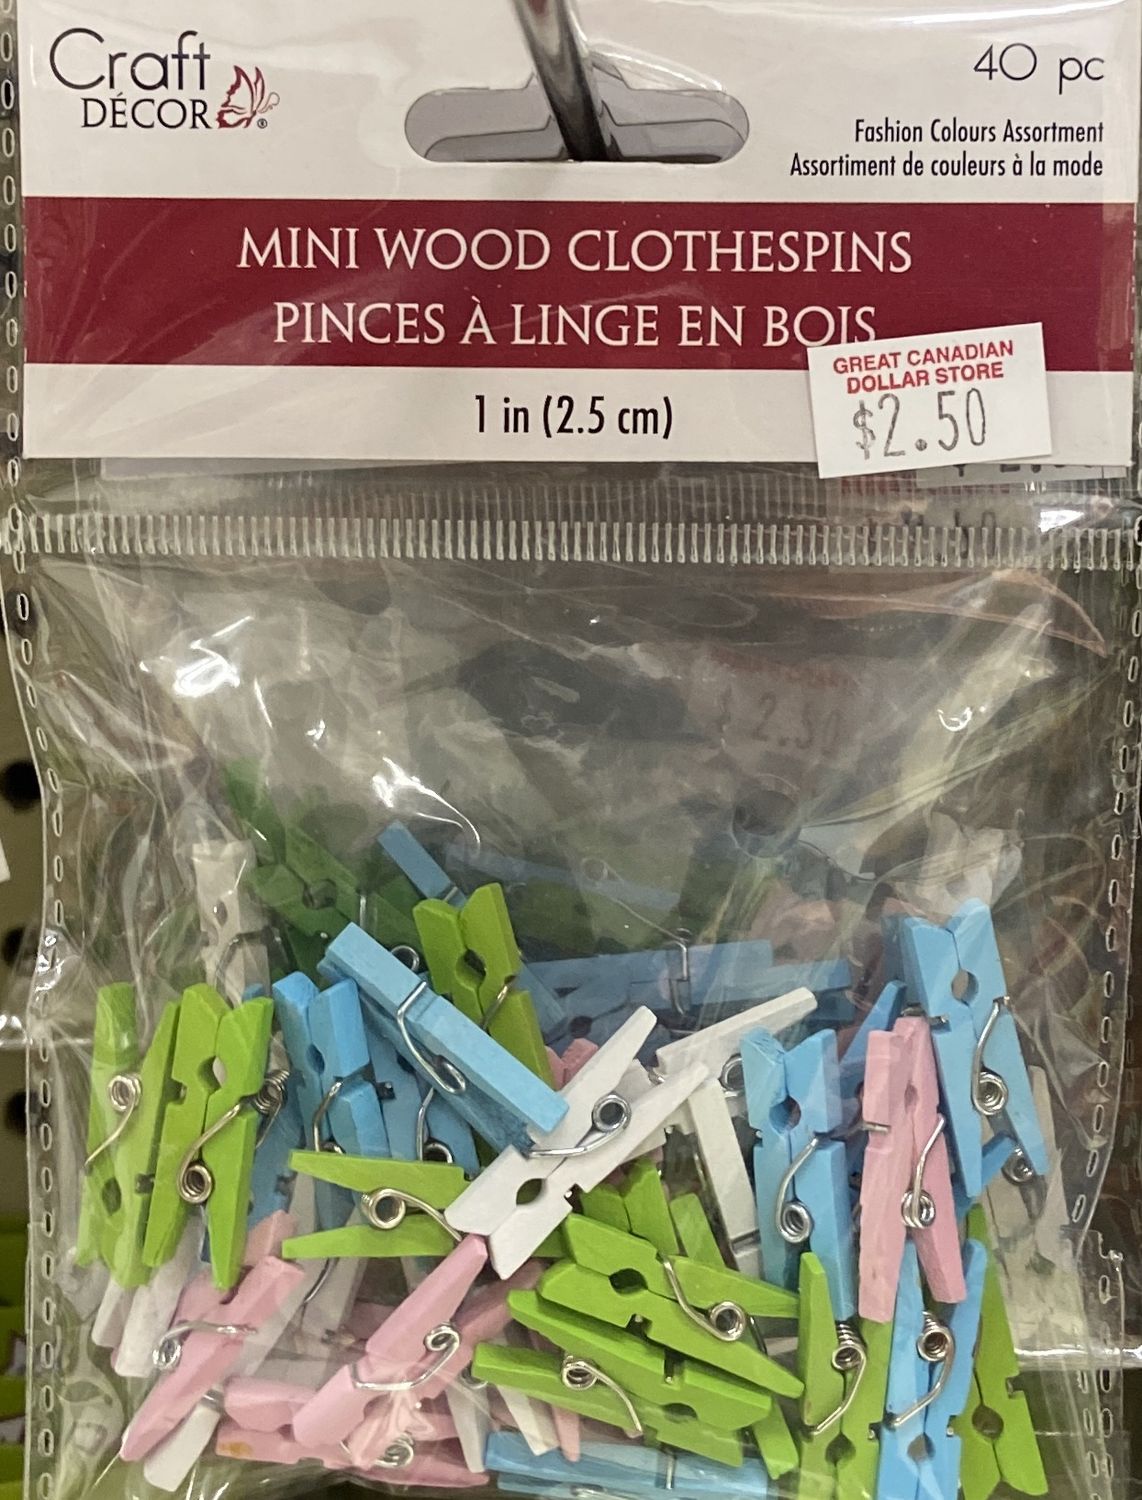 Craft
DÉCOR®
40 pc
Fashion Colours Assortment
Assortiment de couleurs à la mode
MINI WOOD CLOTHESPINS
PINCES À LINGE EN BOIS
1 in (2.5 cm)
GREAT CANADIAN
DOLLAR STORE
$2.50